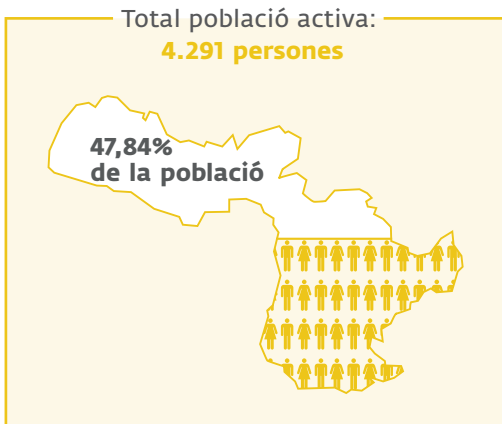 Total població activa:
4.291 persones
47,84%
de la població